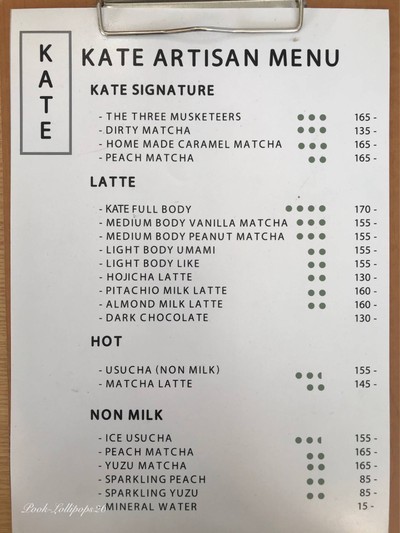 KATE
KATE ARTISAN MENU
KATE SIGNATURE
- THE THREE MUSKETEERS 165 -
- DIRTY MATCHA 135 -
- HOME MADE CARAMEL MATCHA 165 -
- PEACH MATCHA 165 -
LATTE
- KATE FULL BODY 170 -
- MEDIUM BODY VANILLA MATCHA 155 -
- MEDIUM BODY PEANUT MATCHA 155 -
- LIGHT BODY UMAMI 155 -
- LIGHT BODY LIKE 155 -
- HOJICHA LATTE 130 -
- PITACHIO MILK LATTE 160 -
- ALMOND MILK LATTE 160 -
- DARK CHOCOLATE 130 -
HOT
- USUCHA (NON MILK) 155 -
- MATCHA LATTE 145 -
NON MILK
- ICE USUCHA 155 -
- PEACH MATCHA 165 -
- YUZU MATCHA 165 -
- SPARKLING PEACH 85 -
- SPARKLING YUZU 85 -
MINERAL WATER 15 -
Pook-Lollipops26